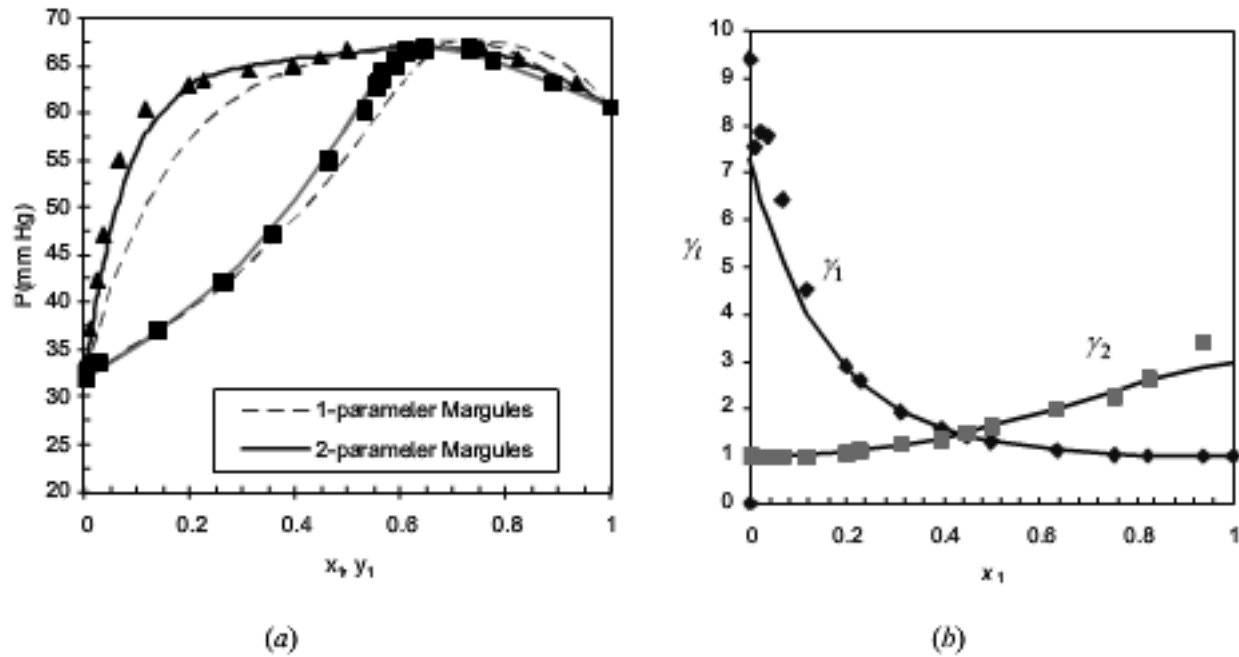 70
65
60
55
50
45
40
35
30
25
20
P(mm Hg)
1-parameler Margules
2-parameler Margules
0 0.2 0.4 0.6 0.8 1
x₁, y₁
(a)
10
9
8
7
6
5
4
3
2
1
0
γᵢ
γ₁
γ₂
0 0.2 0.4 0.6 0.8 1
x₁
(b)